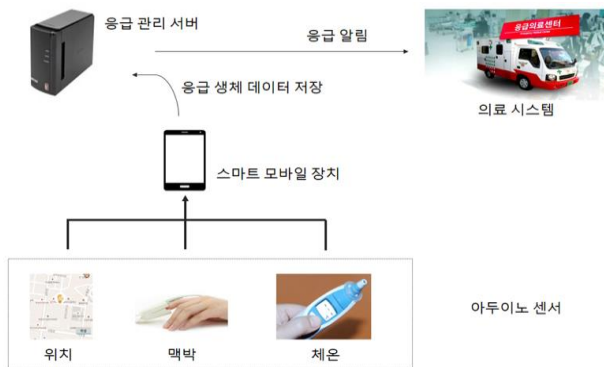 응급 관리 서버
응급 알림
응급의료센터
응급 생체 데이터 저장
의료 시스템
스마트 모바일 장치
아두이노 센서
위치
맥박
체온